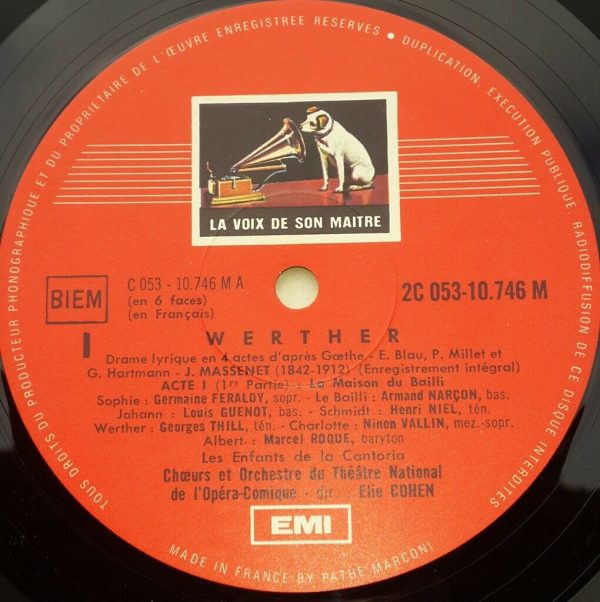 TOUS DROITS DU PRODUCTEUR PHONOGRAPHIQUE ET DU PROPRIETAIRE DE L'ŒUVRE ENREGISTREE RESERVES • DUPLICATION, EXECUTION PUBLIQUE, RADIODIFFUSION DE CE DISQUE INTERDITES
LA VOIX DE SON MAITRE
BIEM
C 053 - 10.746 M A
(en 6 faces)
(en Français)
2C 053-10.746 M
I
WERTHER
Drame lyrique en 4 actes d'après Gœthe - E. Blau, P. Millet et
G. Hartmann - J. MASSENET (1842-1912) (Enregistrement intégral)
ACTE I (1re Partie) : La Maison du Bailli
Sophie : Germaine FERALDY, sopr. - Le Bailli : Armand NARÇON, bas.
Johann : Louis GUENOT, bas. - Schmidt : Henri NIEL, tén.
Werther : Georges THILL, tén. - Charlotte : Ninon VALLIN, mez.-sopr.
Albert : Marcel ROQUE, baryton
Les Enfants de la Cantoria
Chœurs et Orchestre du Théâtre National
de l'Opéra-Comique - dir. : Elie COHEN
EMI
MADE IN FRANCE BY PATHE MARCONI